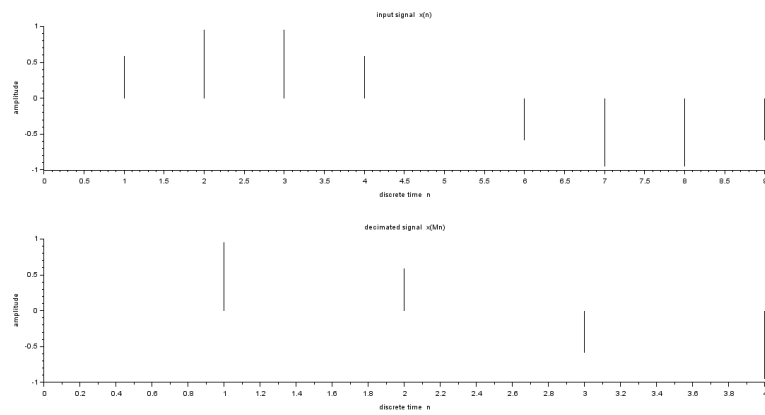 input signal x(n)
1
0.5
0
-0.5
-1
amplitude
0 0.5 1 1.5 2 2.5 3 3.5 4 4.5 5 5.5 6 6.5 7 7.5 8 8.5 9
discrete time n
decimated signal x(Mn)
1
0.5
0
-0.5
-1
amplitude
0 0.2 0.4 0.6 0.8 1 1.2 1.4 1.6 1.8 2 2.2 2.4 2.6 2.8 3 3.2 3.4 3.6 3.8 4
discrete time n